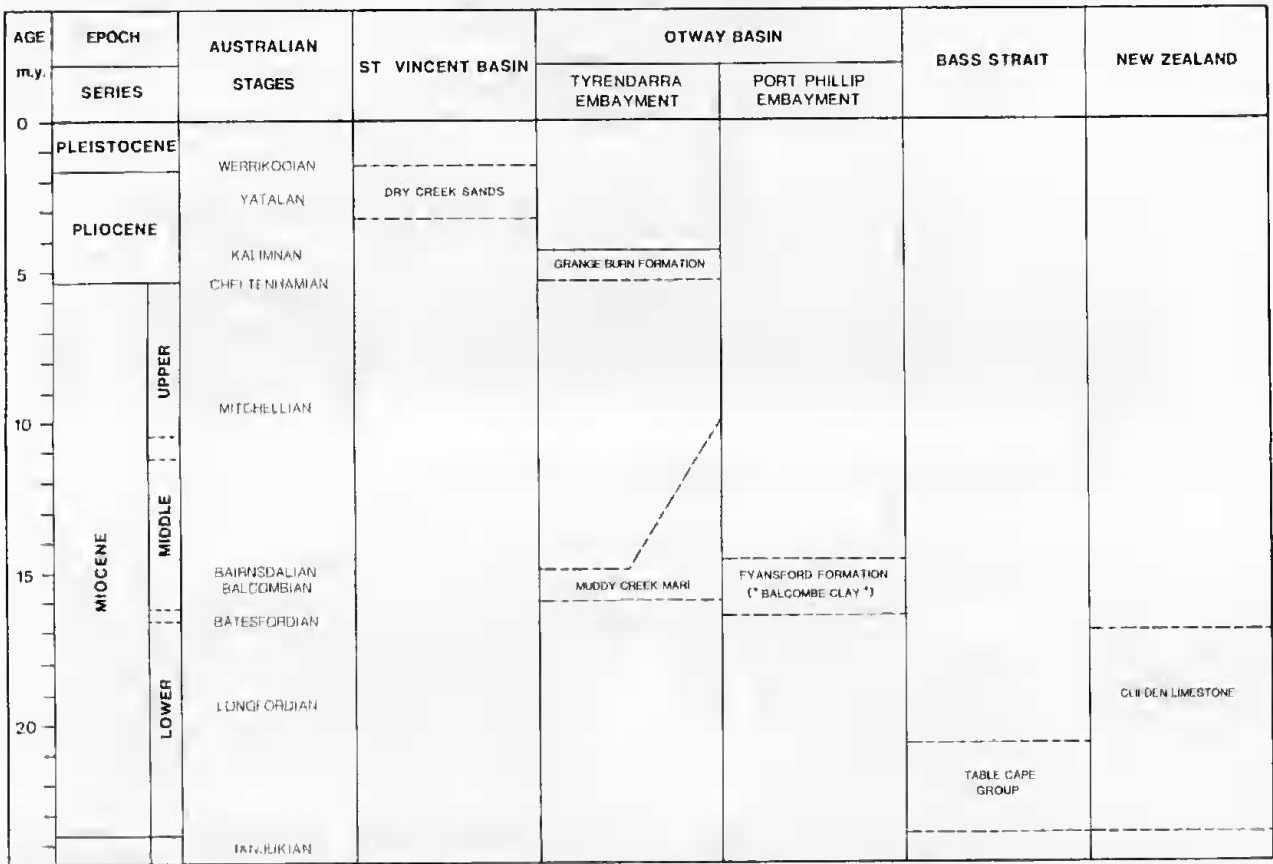 AGE
m.y.
EPOCH
SERIES
AUSTRALIAN
STAGES
ST VINCENT BASIN
OTWAY BASIN
TYRENDARRA
EMBAYMENT
PORT PHILLIP
EMBAYMENT
BASS STRAIT
NEW ZEALAND
0
5
10
15
20
PLEISTOCENE
PLIOCENE
MIOCENE
UPPER
MIDDLE
LOWER
WERRIKOOIAN
YATALAN
KALIMNAN
CHELTENHAMIAN
MITCHELLIAN
BAIRNSDALIAN
BALCOMBIAN
BATESFORDIAN
LONGFORDIAN
JANJUKIAN
DRY CREEK SANDS
GRANGE BURN FORMATION
MUDDY CREEK MARL
FYANSFORD FORMATION
("BALCOMBE CLAY")
TABLE CAPE
GROUP
CLIFDEN LIMESTONE